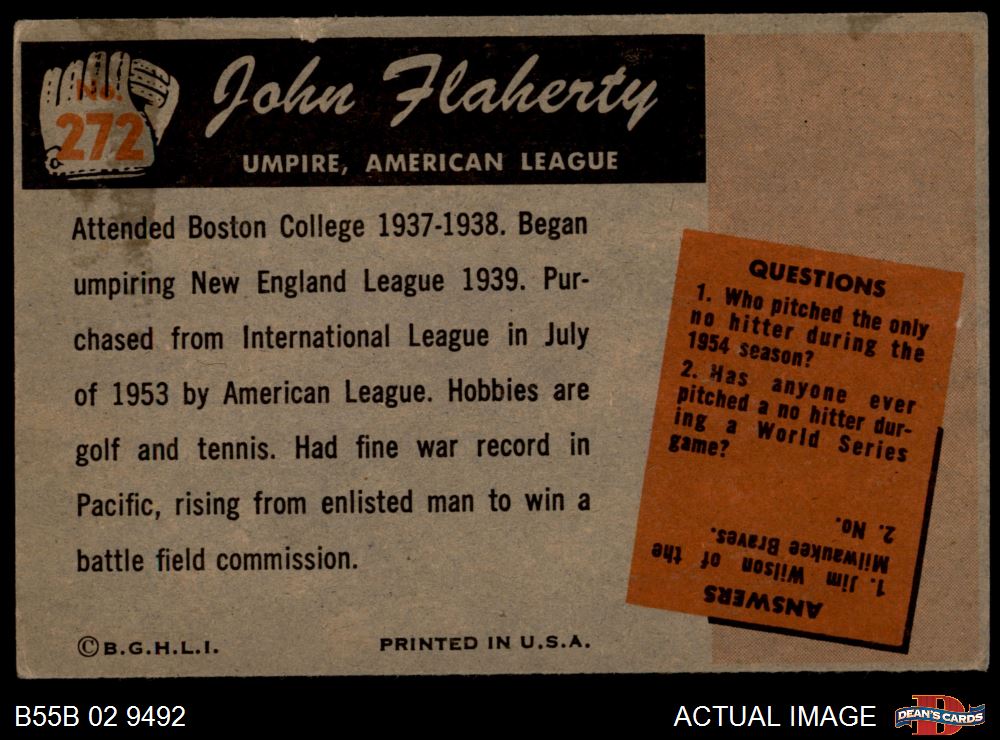 No.
272
John Flaherty
UMPIRE, AMERICAN LEAGUE
Attended Boston College 1937-1938. Began
umpiring New England League 1939. Pur-
chased from International League in July
of 1953 by American League. Hobbies are
golf and tennis. Had fine war record in
Pacific, rising from enlisted man to win a
battle field commission.
©B.G.H.L.I.
PRINTED IN U.S.A.
QUESTIONS
1. Who pitched the only
no hitter during the
1954 season?
2. Has anyone ever
pitched a no hitter dur-
ing a World Series
game?
ANSWERS
1. Jim Wilson of the
Milwaukee Braves.
2. No.
B55B 02 9492
ACTUAL IMAGE
D
DEAN'S CARDS